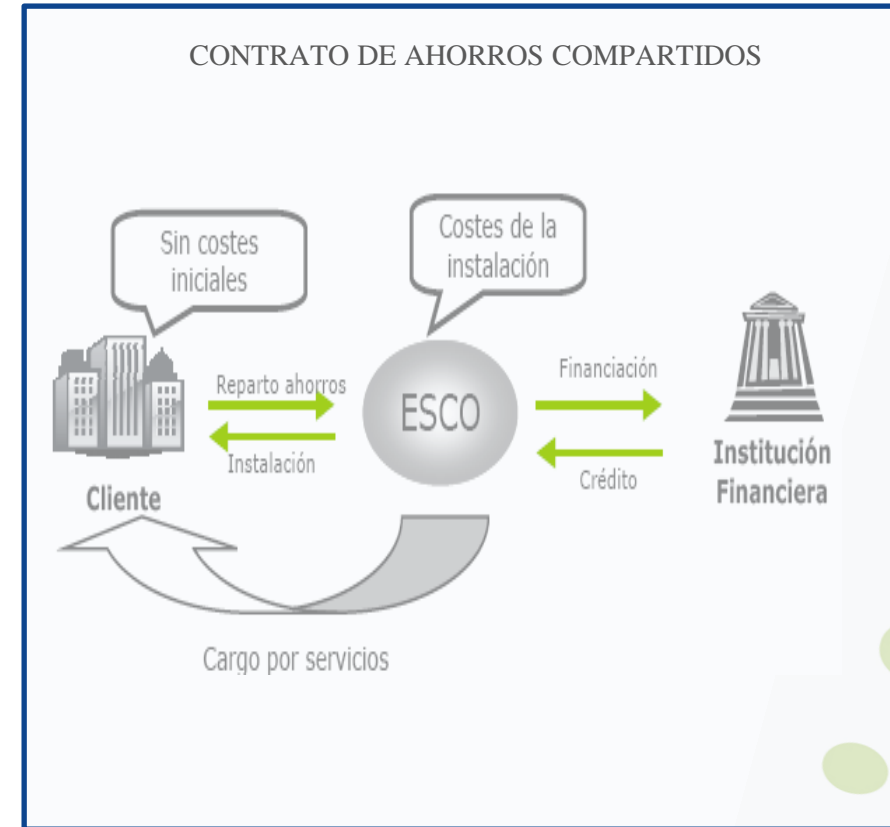 CONTRATO DE AHORROS COMPARTIDOS
Sin costes
iniciales
Costes de la
instalación
Reparto ahorros
Instalación
ESCO
Financiación
Crédito
Cliente
Institución
Financiera
Cargo por servicios